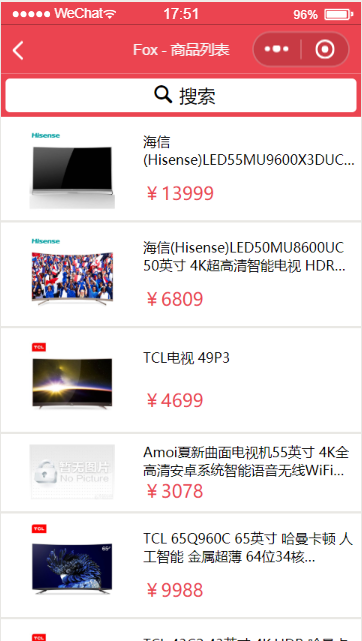 WeChat 17:51 96%
Fox - 商品列表
搜索
Hisense
海信
(Hisense)LED55MU9600X3DUC...
￥13999
Hisense
海信(Hisense)LED50MU8600UC
50英寸 4K超高清智能电视 HDR...
￥6809
TCL
TCL电视 49P3
￥4699
暂无图片
No Picture
Amoi夏新曲面电视机55英寸 4K全
高清安卓系统智能语音无线WiFi...
￥3078
TCL
65"
TCL 65Q960C 65英寸 哈曼卡顿 人
工智能 金属超薄 64位34核...
￥9988
TCL